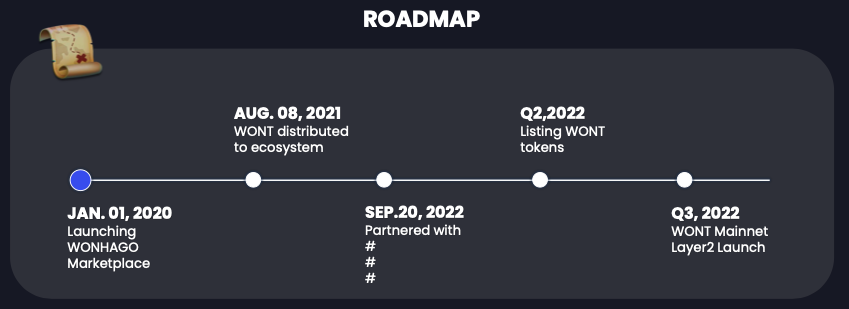 ROADMAP
JAN. 01, 2020
Launching
WONHAGO
Marketplace
AUG. 08, 2021
WONT distributed
to ecosystem
SEP.20, 2022
Partnered with
#
#
#
Q2,2022
Listing WONT
tokens
Q3, 2022
WONT Mainnet
Layer2 Launch